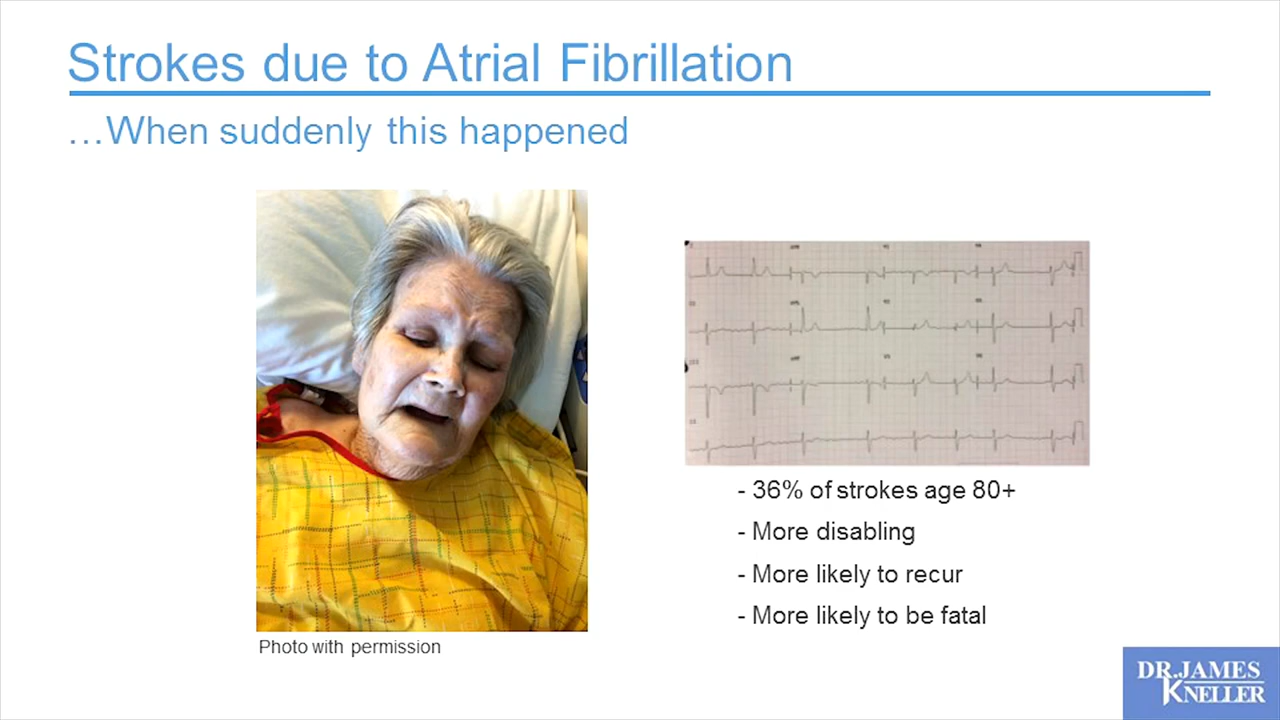 Strokes due to Atrial Fibrillation
…When suddenly this happened
- 36% of strokes age 80+
- More disabling
- More likely to recur
- More likely to be fatal
Photo with permission
DR.JAMES
KNELLER